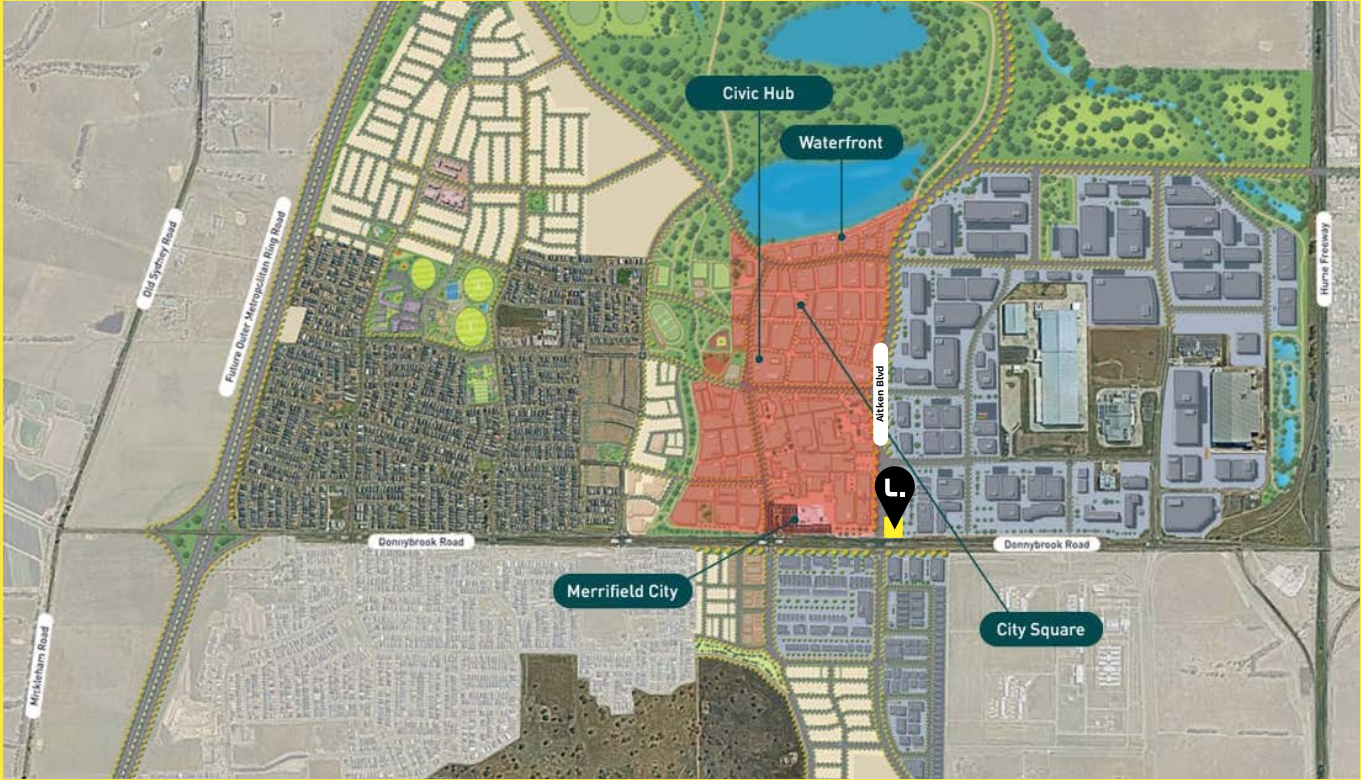 Civic Hub
Waterfront
Old Sydney Road
Future Outer Metropolitan Ring Road
Hume Freeway
Aitken Blvd
L.
Donnybrook Road
Donnybrook Road
Merrifield City
City Square
Mickleham Road